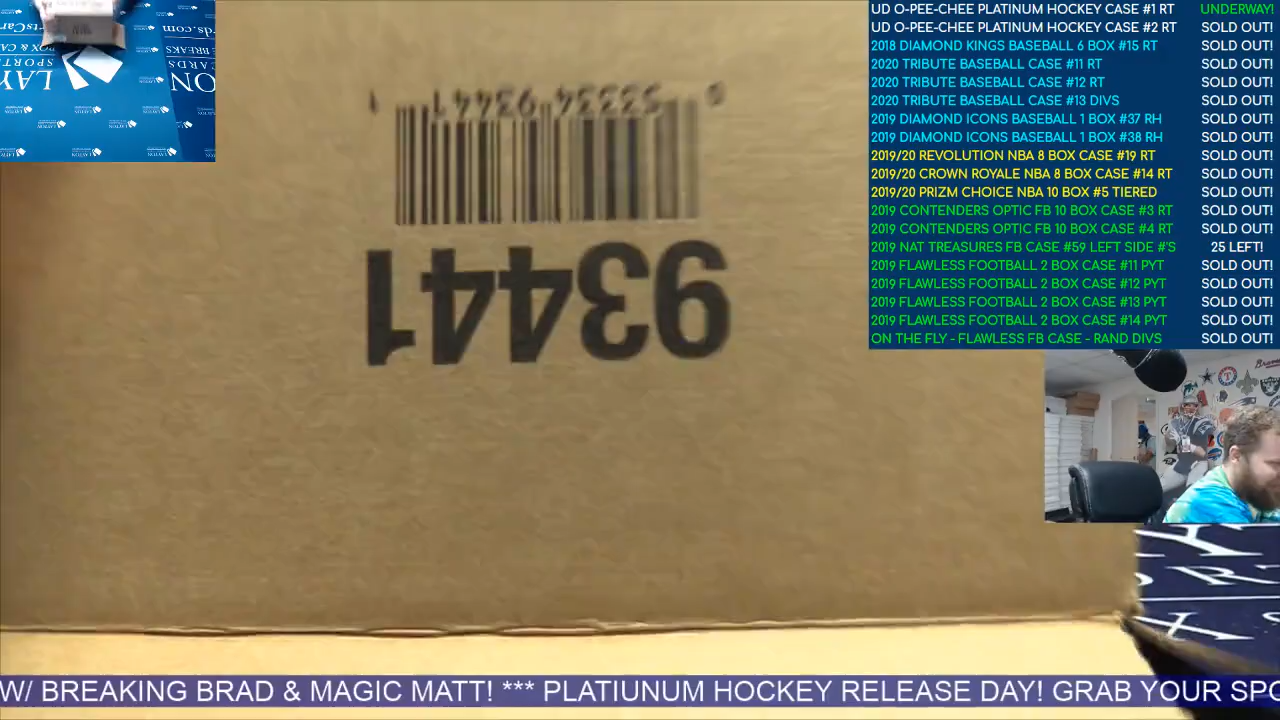 UD O-PEE-CHEE PLATINUM HOCKEY CASE #1 RT UNDERWAY!
UD O-PEE-CHEE PLATINUM HOCKEY CASE #2 RT SOLD OUT!
2018 DIAMOND KINGS BASEBALL 6 BOX #15 RT SOLD OUT!
2020 TRIBUTE BASEBALL CASE #11 RT SOLD OUT!
2020 TRIBUTE BASEBALL CASE #12 RT SOLD OUT!
2020 TRIBUTE BASEBALL CASE #13 DIVS SOLD OUT!
2019 DIAMOND ICONS BASEBALL 1 BOX #37 RH SOLD OUT!
2019 DIAMOND ICONS BASEBALL 1 BOX #38 RH SOLD OUT!
2019/20 REVOLUTION NBA 8 BOX CASE #19 RT SOLD OUT!
2019/20 CROWN ROYALE NBA 8 BOX CASE #14 RT SOLD OUT!
2019/20 PRIZM CHOICE NBA 10 BOX #5 TIERED SOLD OUT!
2019 CONTENDERS OPTIC FB 10 BOX CASE #3 RT SOLD OUT!
2019 CONTENDERS OPTIC FB 10 BOX CASE #4 RT SOLD OUT!
2019 NAT TREASURES FB CASE #59 LEFT SIDE #'S 25 LEFT!
2019 FLAWLESS FOOTBALL 2 BOX CASE #11 PYT SOLD OUT!
2019 FLAWLESS FOOTBALL 2 BOX CASE #12 PYT SOLD OUT!
2019 FLAWLESS FOOTBALL 2 BOX CASE #13 PYT SOLD OUT!
2019 FLAWLESS FOOTBALL 2 BOX CASE #14 PYT SOLD OUT!
ON THE FLY - FLAWLESS FB CASE - RAND DIVS SOLD OUT!
93441
W/ BREAKING BRAD & MAGIC MATT! *** PLATIUNUM HOCKEY RELEASE DAY! GRAB YOUR SPO